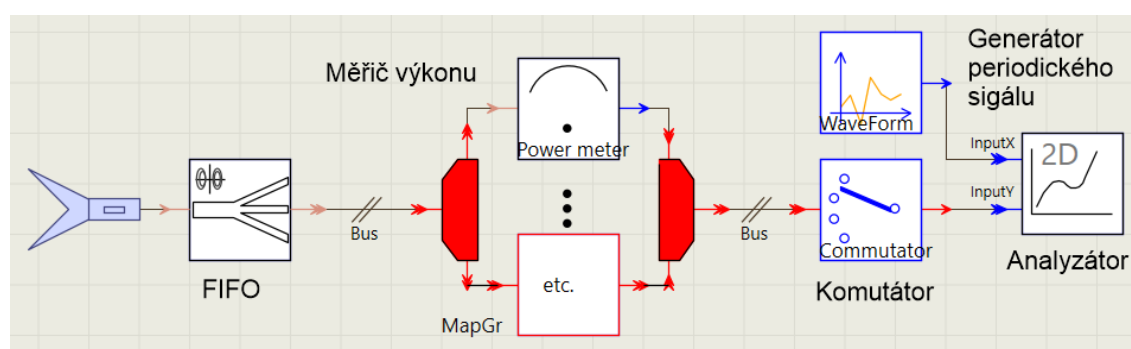 Měřič výkonu
Generátor
periodického
sigálu
WaveForm
Power meter
InputX
2D
InputY
Bus
Bus
Commutator
FIFO
etc.
Analyzátor
Komutátor
MapGr